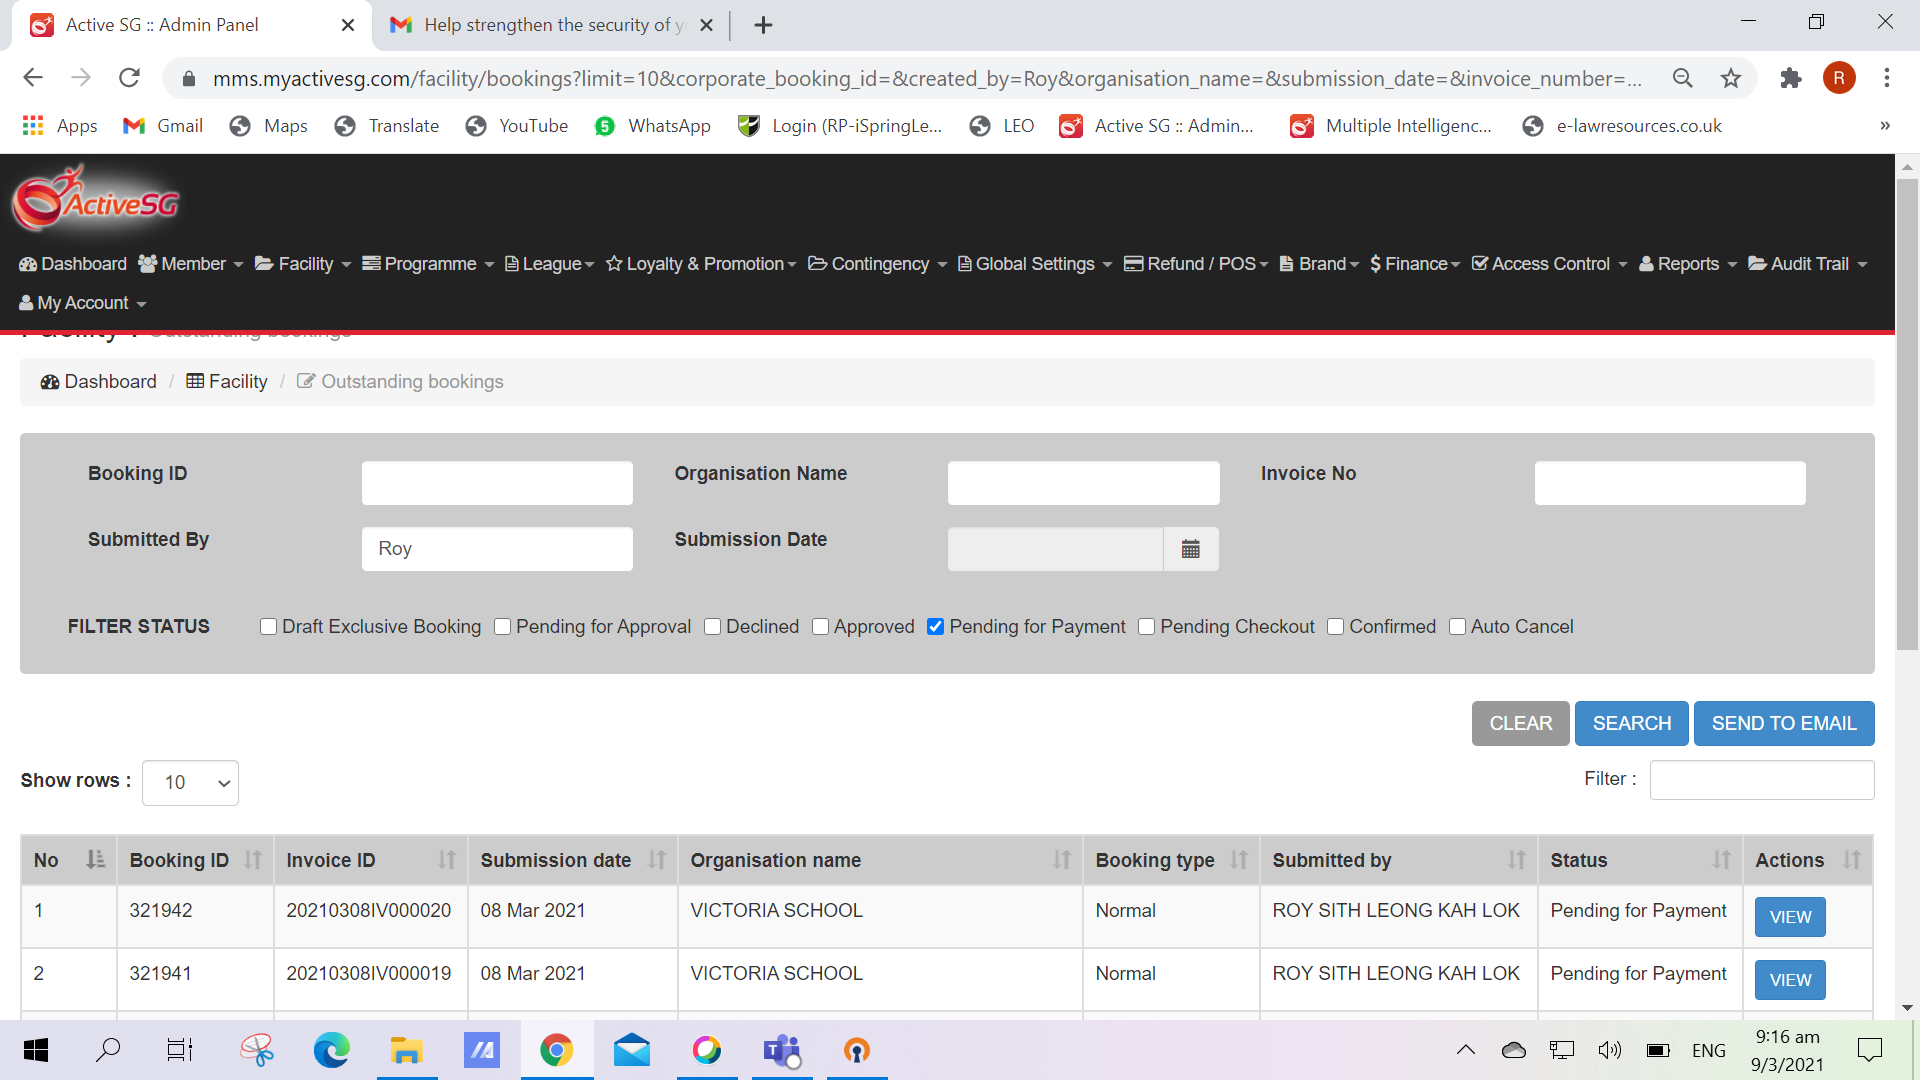 Active SG :: Admin Panel
Help strengthen the security of y
mms.myactivesg.com/facility/bookings?limit=10&corporate_booking_id=&created_by=Roy&organisation_name=&submission_date=&invoice_number=...
R
Apps Gmail Maps Translate YouTube WhatsApp Login (RP-iSpringLe... LEO Active SG :: Admin... Multiple Intelligenc... e-lawresources.co.uk »
ActiveSG
Dashboard Member Facility Programme League Loyalty & Promotion Contingency Global Settings Refund / POS Brand Finance Access Control Reports Audit Trail
My Account
Facility : Outstanding bookings
Dashboard / Facility / Outstanding bookings
Booking ID Organisation Name Invoice No
Submitted By Roy Submission Date
FILTER STATUS Draft Exclusive Booking Pending for Approval Declined Approved Pending for Payment Pending Checkout Confirmed Auto Cancel
CLEAR SEARCH SEND TO EMAIL
Show rows : 10 Filter :
No Booking ID Invoice ID Submission date Organisation name Booking type Submitted by Status Actions
1 321942 20210308IV000020 08 Mar 2021 VICTORIA SCHOOL Normal ROY SITH LEONG KAH LOK Pending for Payment VIEW
2 321941 20210308IV000019 08 Mar 2021 VICTORIA SCHOOL Normal ROY SITH LEONG KAH LOK Pending for Payment VIEW
ENG 9:16 am
9/3/2021